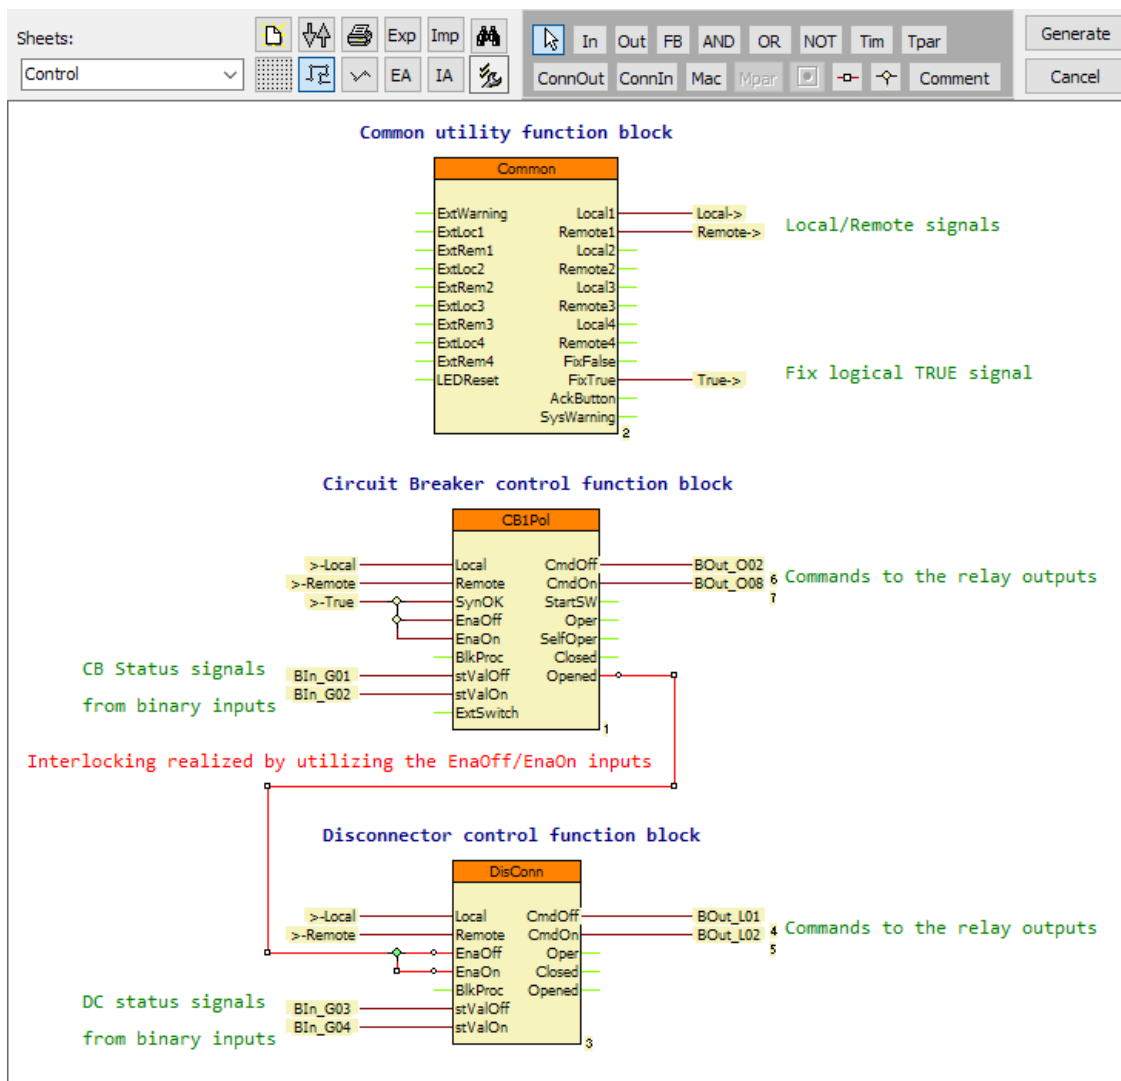 Sheets:
Exp Imp
In Out FB AND OR NOT Tim Tpar
Generate
Control
EA IA
ConnOut ConnIn Mac Mpar Comment
Cancel
Common utility function block
Common
ExtWarning Local1 Local->
ExtLoc1 Remote1 Remote->
Local/Remote signals
ExtRem1 Local2
ExtLoc2 Remote2
ExtRem2 Local3
ExtLoc3 Remote3
ExtRem3 Local4
ExtLoc4 Remote4
ExtRem4 FixFalse
LEDReset FixTrue True->
Fix logical TRUE signal
AckButton
SysWarning
2
Circuit Breaker control function block
CB1Pol
>-Local Local CmdOff BOut_O02
>-Remote Remote CmdOn BOut_O08 6
7
Commands to the relay outputs
>-True SynOK StartSW
EnaOff Oper
EnaOn SelfOper
BlkProc Closed
CB Status signals
from binary inputs
BIn_G01 stValOff Opened
BIn_G02 stValOn
ExtSwitch
1
Interlocking realized by utilizing the EnaOff/EnaOn inputs
Disconnector control function block
DisConn
>-Local Local CmdOff BOut_L01
>-Remote Remote CmdOn BOut_L02 4
5
Commands to the relay outputs
EnaOff Oper
EnaOn Closed
BlkProc Opened
DC status signals
from binary inputs
BIn_G03 stValOff
BIn_G04 stValOn
3